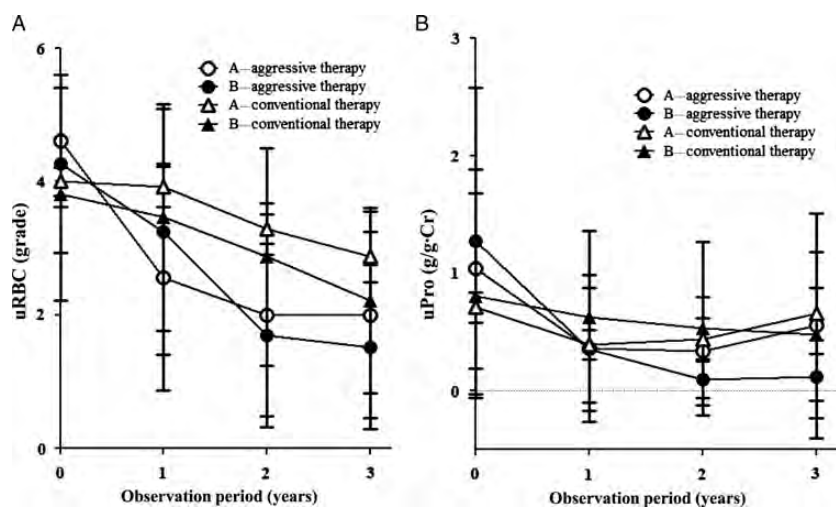 A
6
4
2
0
uRBC (grade)
A—aggressive therapy
B—aggressive therapy
A—conventional therapy
B—conventional therapy
0 1 2 3
Observation period (years)
B
3
2
1
0
uPro (g/g·Cr)
A—aggressive therapy
B—aggressive therapy
A—conventional therapy
B—conventional therapy
0 1 2 3
Observation period (years)